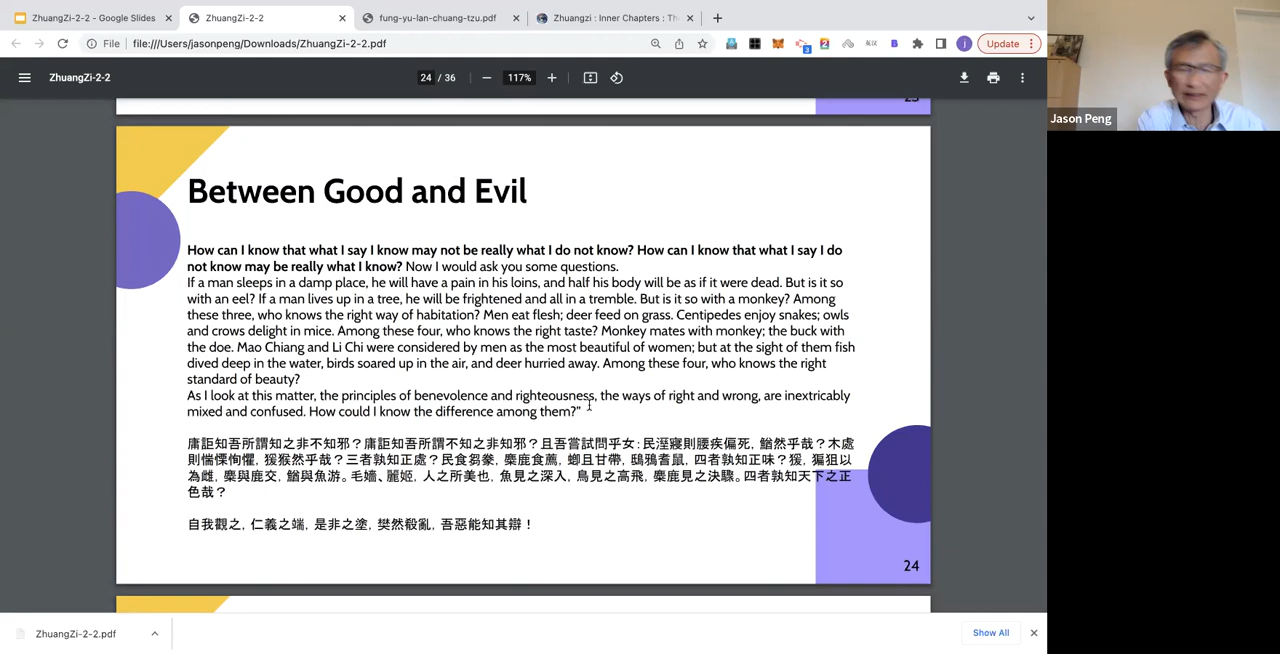 ZhuangZi-2-2 - Google Slides
ZhuangZi-2-2
fung-yu-lan-chuang-tzu.pdf
Zhuangzi : Inner Chapters : Th
File
file:///Users/jasonpeng/Downloads/ZhuangZi-2-2.pdf
Update
ZhuangZi-2-2
24 / 36
117%
Jason Peng
23
Between Good and Evil
How can I know that what I say I know may not be really what I do not know? How can I know that what I say I do
not know may be really what I know? Now I would ask you some questions.
If a man sleeps in a damp place, he will have a pain in his loins, and half his body will be as if it were dead. But is it so
with an eel? If a man lives up in a tree, he will be frightened and all in a tremble. But is it so with a monkey? Among
these three, who knows the right way of habitation? Men eat flesh; deer feed on grass. Centipedes enjoy snakes; owls
and crows delight in mice. Among these four, who knows the right taste? Monkey mates with monkey; the buck with
the doe. Mao Chiang and Li Chi were considered by men as the most beautiful of women; but at the sight of them fish
dived deep in the water, birds soared up in the air, and deer hurried away. Among these four, who knows the right
standard of beauty?
As I look at this matter, the principles of benevolence and righteousness, the ways of right and wrong, are inextricably
mixed and confused. How could I know the difference among them?"
庸詎知吾所謂知之非不知邪？庸詎知吾所謂不知之非知邪？且吾嘗試問乎女：民溼寢則腰疾偏死，鰌然乎哉？木處
則惴慄恂懼，猨猴然乎哉？三者孰知正處？民食芻豢，麋鹿食薦，蝍且甘帶，鴟鴉耆鼠，四者孰知正味？猨，猵狙以
為雌，麋與鹿交，鰌與魚游。毛嬙、麗姬，人之所美也，魚見之深入，鳥見之高飛，麋鹿見之決驟。四者孰知天下之正
色哉？
自我觀之，仁義之端，是非之塗，樊然殽亂，吾惡能知其辯！
24
ZhuangZi-2-2.pdf
Show All